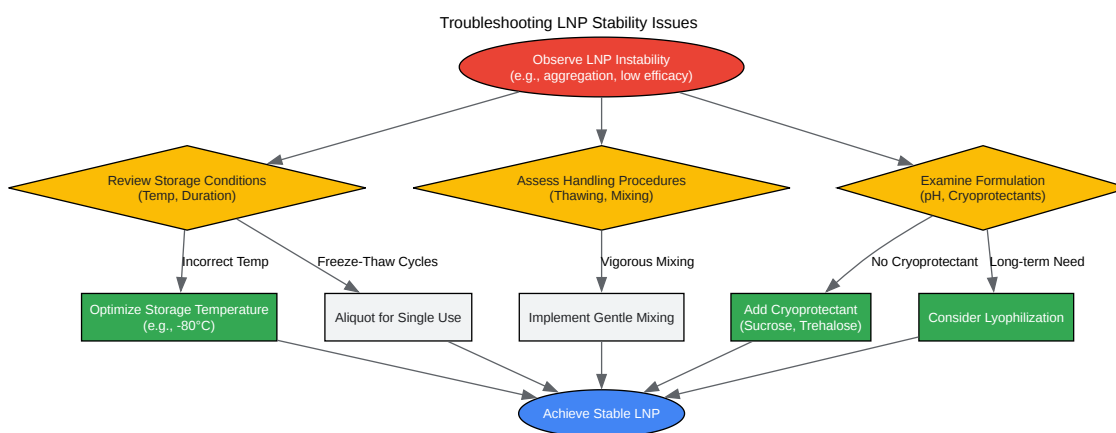 Troubleshooting LNP Stability Issues
Observe LNP Instability
(e.g., aggregation, low efficacy)
Review Storage Conditions
(Temp, Duration)
Assess Handling Procedures
(Thawing, Mixing)
Examine Formulation
(pH, Cryoprotectants)
Incorrect Temp
Freeze-Thaw Cycles
Vigorous Mixing
No Cryoprotectant
Long-term Need
Optimize Storage Temperature
(e.g., -80°C)
Aliquot for Single Use
Implement Gentle Mixing
Add Cryoprotectant
(Sucrose, Trehalose)
Consider Lyophilization
Achieve Stable LNP